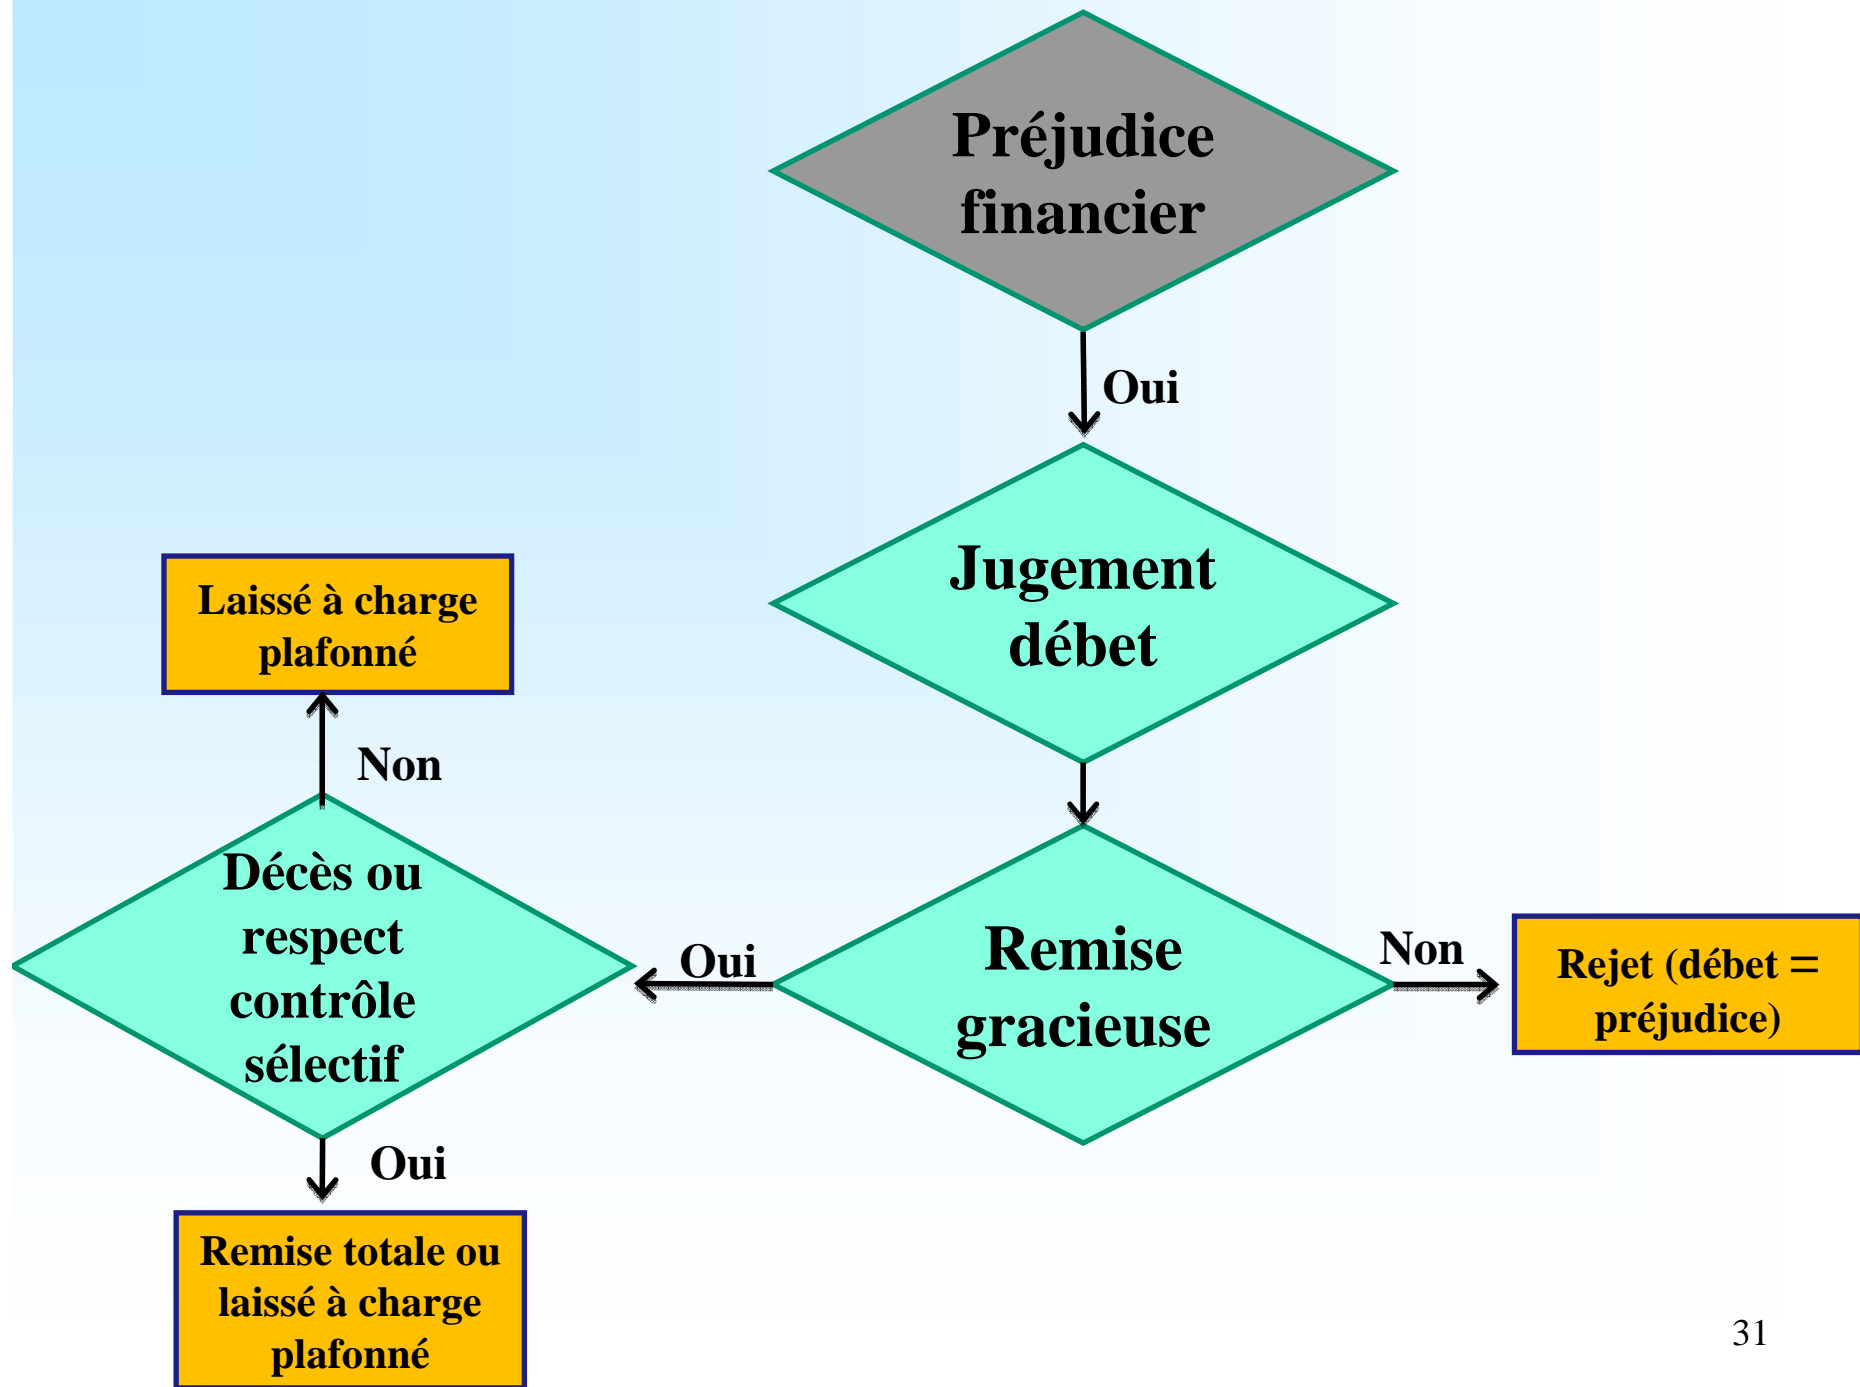 Préjudice
financier
Oui
Jugement
débet
Laissé à charge
plafonné
Non
Décès ou
respect
contrôle
sélectif
Oui
Remise
gracieuse
Non
Rejet (débet =
préjudice)
Oui
Remise totale ou
laissé à charge
plafonné
31